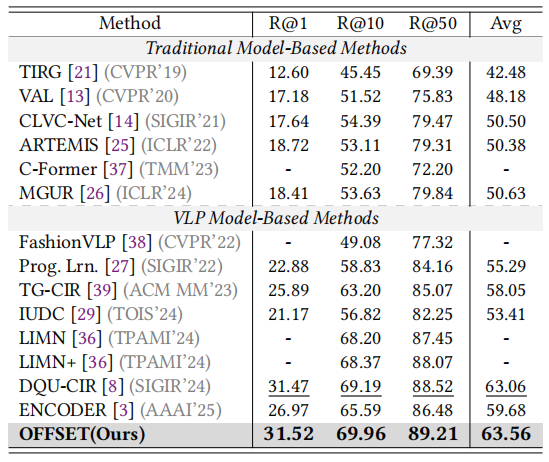 Method R@1 R@10 R@50 Avg
Traditional Model-Based Methods
TIRG [21] (CVPR'19) 12.60 45.45 69.39 42.48
VAL [13] (CVPR'20) 17.18 51.52 75.83 48.18
CLVC-Net [14] (SIGIR'21) 17.64 54.39 79.47 50.50
ARTEMIS [25] (ICLR'22) 18.72 53.11 79.31 50.38
C-Former [37] (TMM'23) - 52.20 72.20 -
MGUR [26] (ICLR'24) 18.41 53.63 79.84 50.63
VLP Model-Based Methods
FashionVLP [38] (CVPR'22) - 49.08 77.32 -
Prog. Lrn. [27] (SIGIR'22) 22.88 58.83 84.16 55.29
TG-CIR [39] (ACM MM'23) 25.89 63.20 85.07 58.05
IUDC [29] (TOIS'24) 21.17 56.82 82.25 53.41
LIMN [36] (TPAMI'24) - 68.20 87.45 -
LIMN+ [36] (TPAMI'24) - 68.37 88.07 -
DQU-CIR [8] (SIGIR'24) 31.47 69.19 88.52 63.06
ENCODER [3] (AAAI'25) 26.97 65.59 86.48 59.68
OFFSET(Ours) 31.52 69.96 89.21 63.56